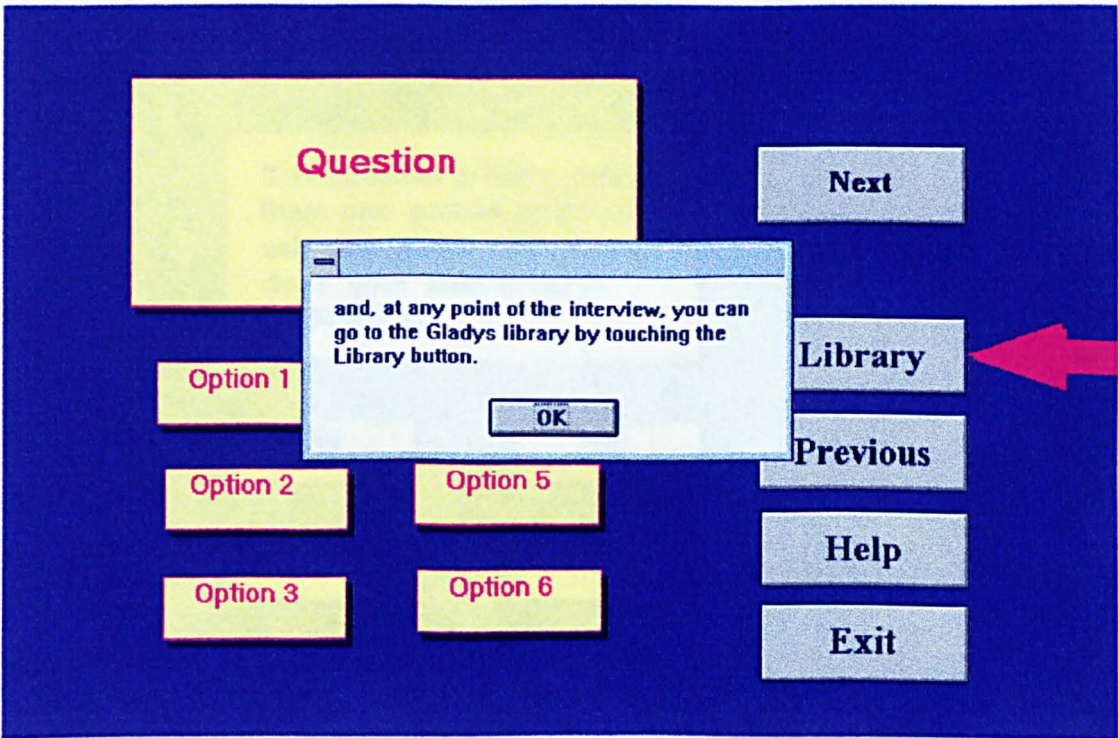 Question
Next
and, at any point of the interview, you can
go to the Gladys library by touching the
Library button.
OK
Library
Option 1
Previous
Option 2
Option 5
Help
Option 3
Option 6
Exit